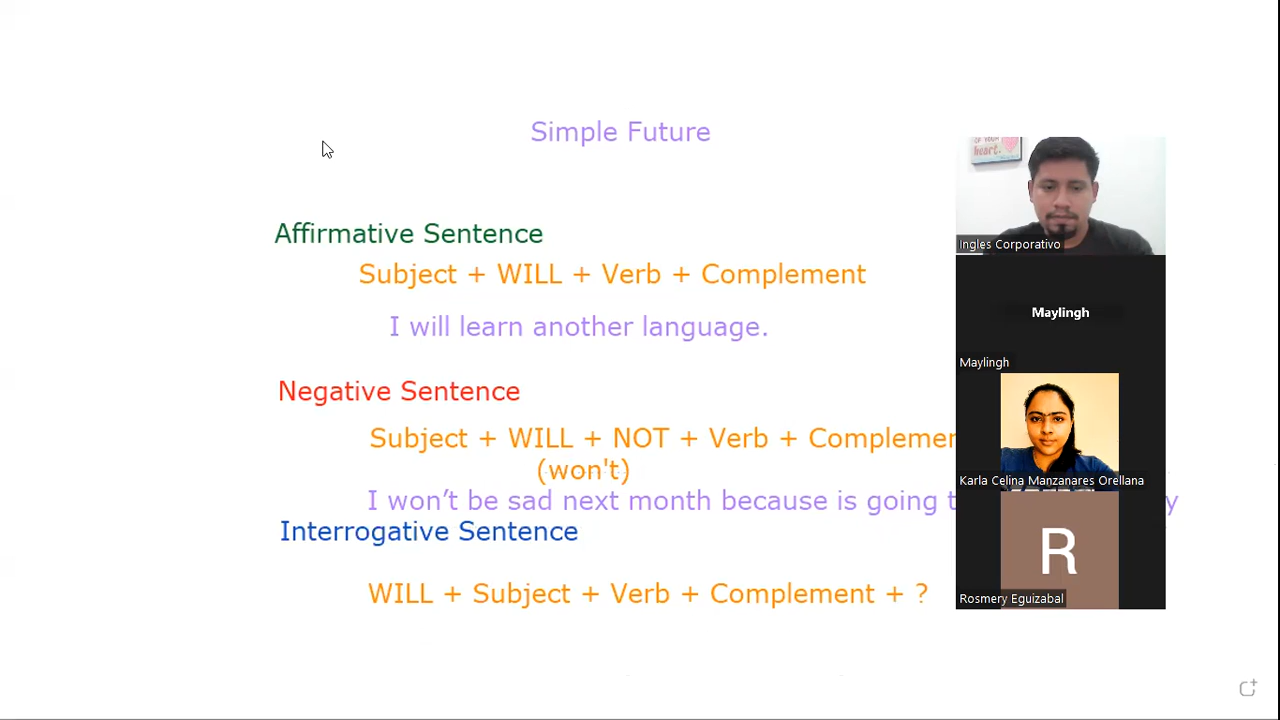 Simple Future
Affirmative Sentence
Subject + WILL + Verb + Complement
I will learn another language.
Negative Sentence
Subject + WILL + NOT + Verb +
(won't)
I won't be sad next month because is going
Interrogative Sentence
WILL + Subject + Verb + Complement + ?
heart.
Ingles Corporativo
Maylingh
Maylingh
Karla Celina Manzanares Orellana
R
Rosmery Eguizabal